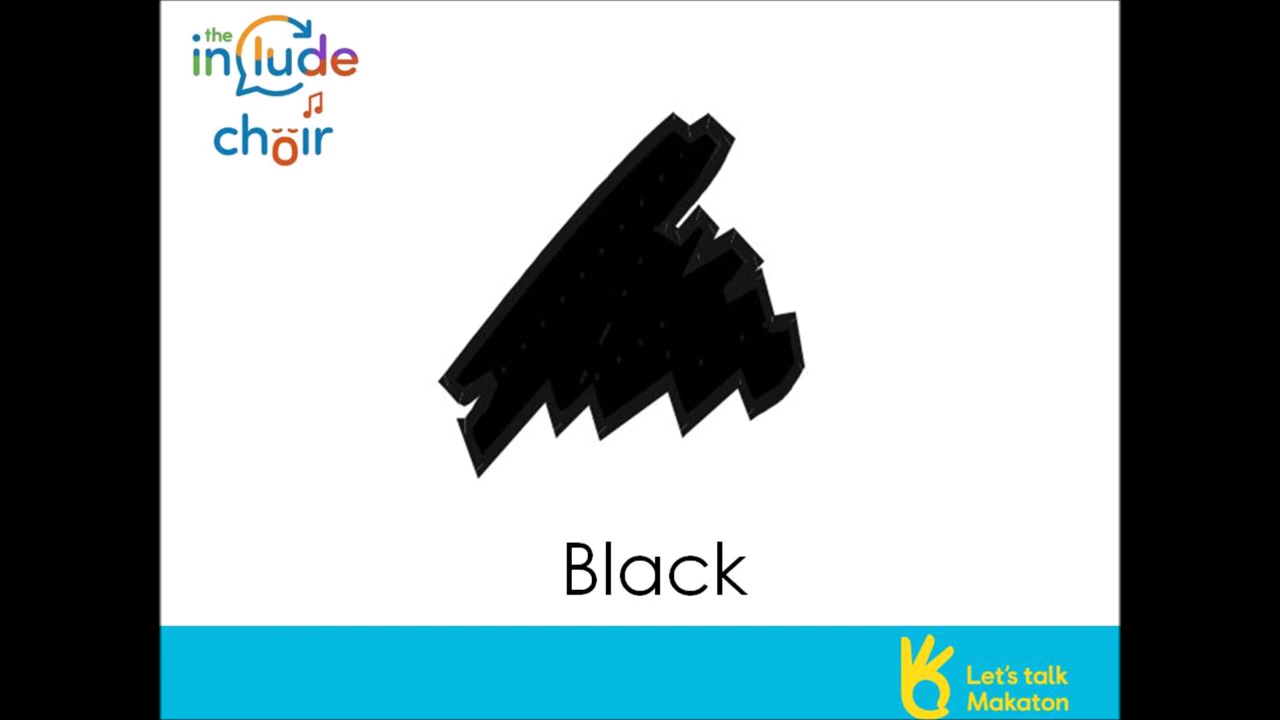 the
include
choir
Black
Let's talk
Makaton